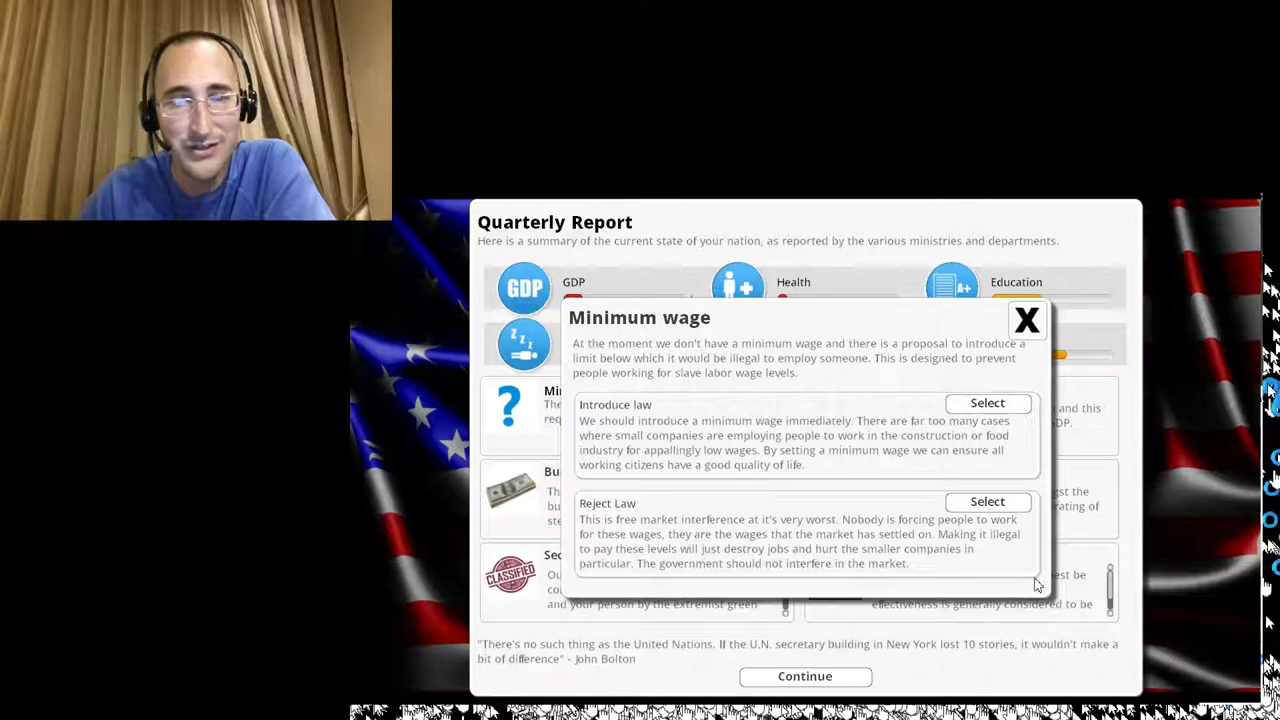 Quarterly Report
Here is a summary of the current state of your nation, as reported by the various ministries and departments.
GDP
GDP
Health
A+
Education
Z Z Z
Minimum wage
X
At the moment we don't have a minimum wage and there is a proposal to introduce a
limit below which it would be illegal to employ someone. This is designed to prevent
people working for slave labor wage levels.
Introduce law
Select
We should introduce a minimum wage immediately. There are far too many cases
where small companies are employing people to work in the construction or food
industry for appallingly low wages. By setting a minimum wage we can ensure all
working citizens have a good quality of life.
Reject Law
Select
This is free market interference at it's very worst. Nobody is forcing people to work
for these wages, they are the wages that the market has settled on. Making it illegal
to pay these levels will just destroy jobs and hurt the smaller companies in
particular. The government should not interfere in the market.
?
and this
CLASSIFIED
and your person by the extremist green
effectiveness is generally considered to be
"There's no such thing as the United Nations. If the U.N. secretary building in New York lost 10 stories, it wouldn't make a
bit of difference" - John Bolton
Continue